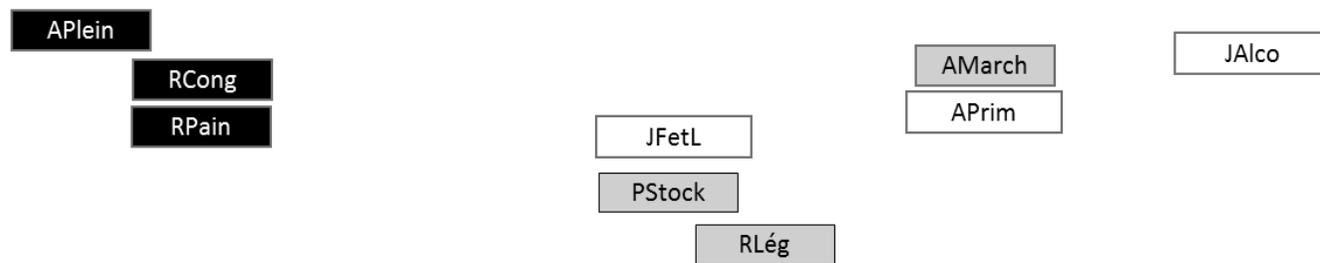 APlein
RCong
RPain
JFetL
PStock
RLég
AMarch
APrim
JAlco